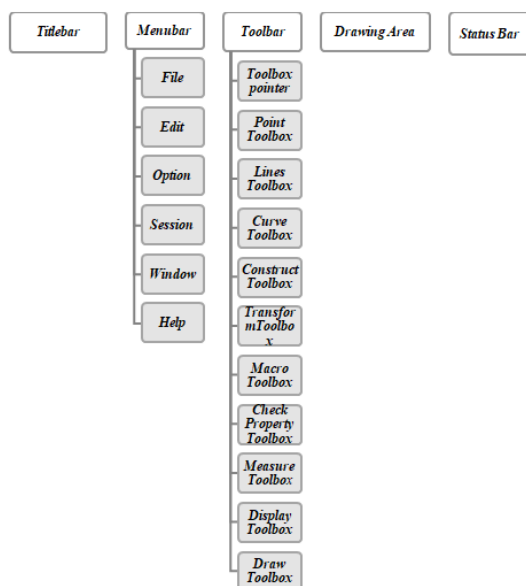 Titlebar
Menubar
Toolbar
Drawing Area
Status Bar
File
Edit
Option
Session
Window
Help
Toolbox
pointer
Point
Toolbox
Lines
Toolbox
Curve
Toolbox
Construct
Toolbox
Transfor
mToolbo
x
Macro
Toolbox
Check
Property
Toolbox
Measure
Toolbox
Display
Toolbox
Draw
Toolbox